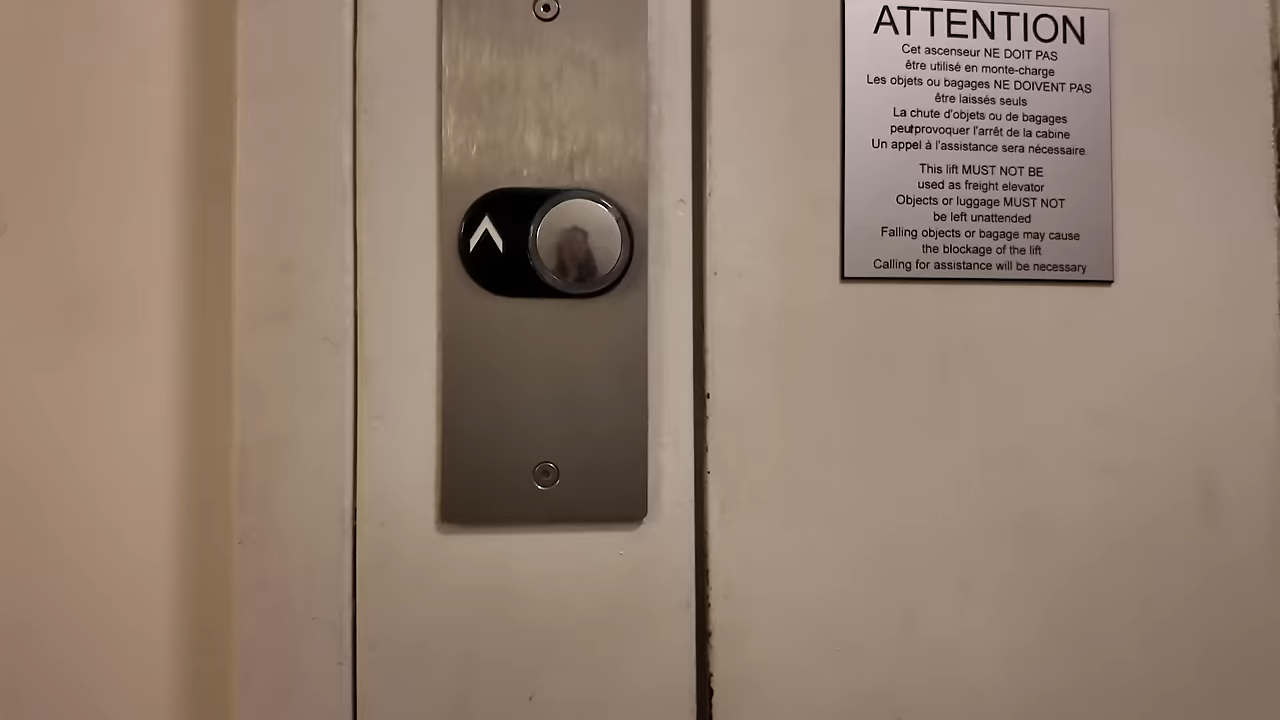 ATTENTION
Cet ascenseur NE DOIT PAS
être utilisé en monte-charge
Les objets ou bagages NE DOIVENT PAS
être laissés seuls
La chute d'objets ou de bagages
peut provoquer l'arrêt de la cabine
Un appel à l'assistance sera nécessaire.
This lift MUST NOT BE
used as freight elevator
Objects or luggage MUST NOT
be left unattended
Falling objects or bagage may cause
the blockage of the lift
Calling for assistance will be necessary